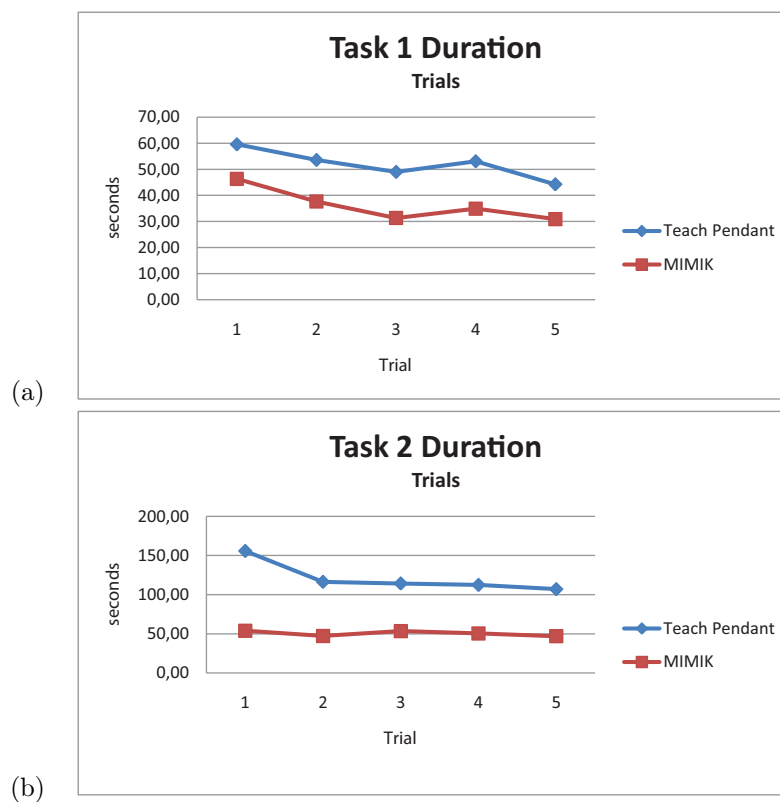 Task 1 Duration
Trials
70,00
60,00
50,00
40,00
30,00
20,00
10,00
0,00
seconds
1 2 3 4 5
Trial
Teach Pendant
MIMIK
(a)
Task 2 Duration
Trials
200,00
150,00
100,00
50,00
0,00
seconds
1 2 3 4 5
Trial
Teach Pendant
MIMIK
(b)